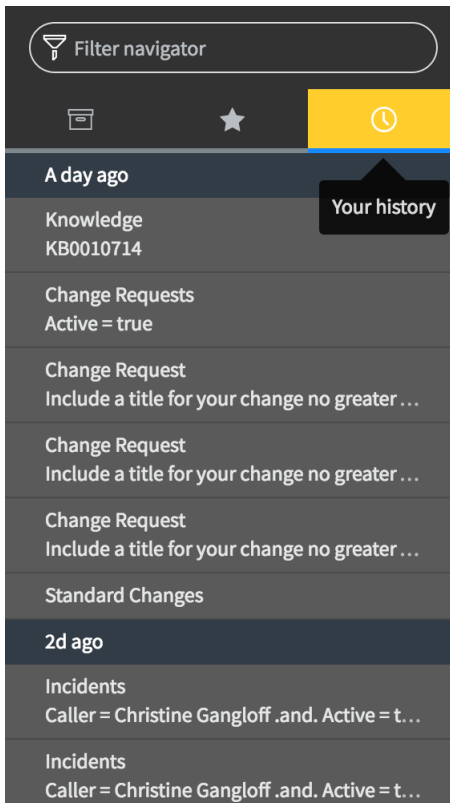 Filter navigator
A day ago
Your history
Knowledge
KB0010714
Change Requests
Active = true
Change Request
Include a title for your change no greater ...
Change Request
Include a title for your change no greater ...
Change Request
Include a title for your change no greater ...
Standard Changes
2d ago
Incidents
Caller = Christine Gangloff .and. Active = t...
Incidents
Caller = Christine Gangloff .and. Active = t...